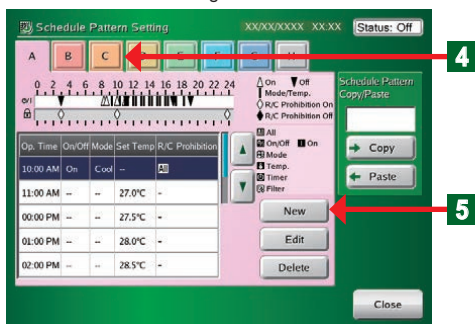 Schedule Pattern Setting XX/XX/XXXX XX:XX Status: Off
A B C
4
0 2 4 6 8 10 12 14 16 18 20 22 24
On Off
Mode/Temp.
R/C Prohibition On
R/C Prohibition Off
Schedule Pattern
Copy/Paste
All
On/Off On
Mode
Temp.
Timer
Filter
Copy
Paste
Op. Time On/Off Mode Set Temp R/C Prohibition
10:00 AM On Cool -- All
11:00 AM -- -- 27.0°C -
00:00 PM -- -- 27.5°C -
01:00 PM -- -- 28.0°C -
02:00 PM -- -- 28.5°C -
New
5
Edit
Delete
Close